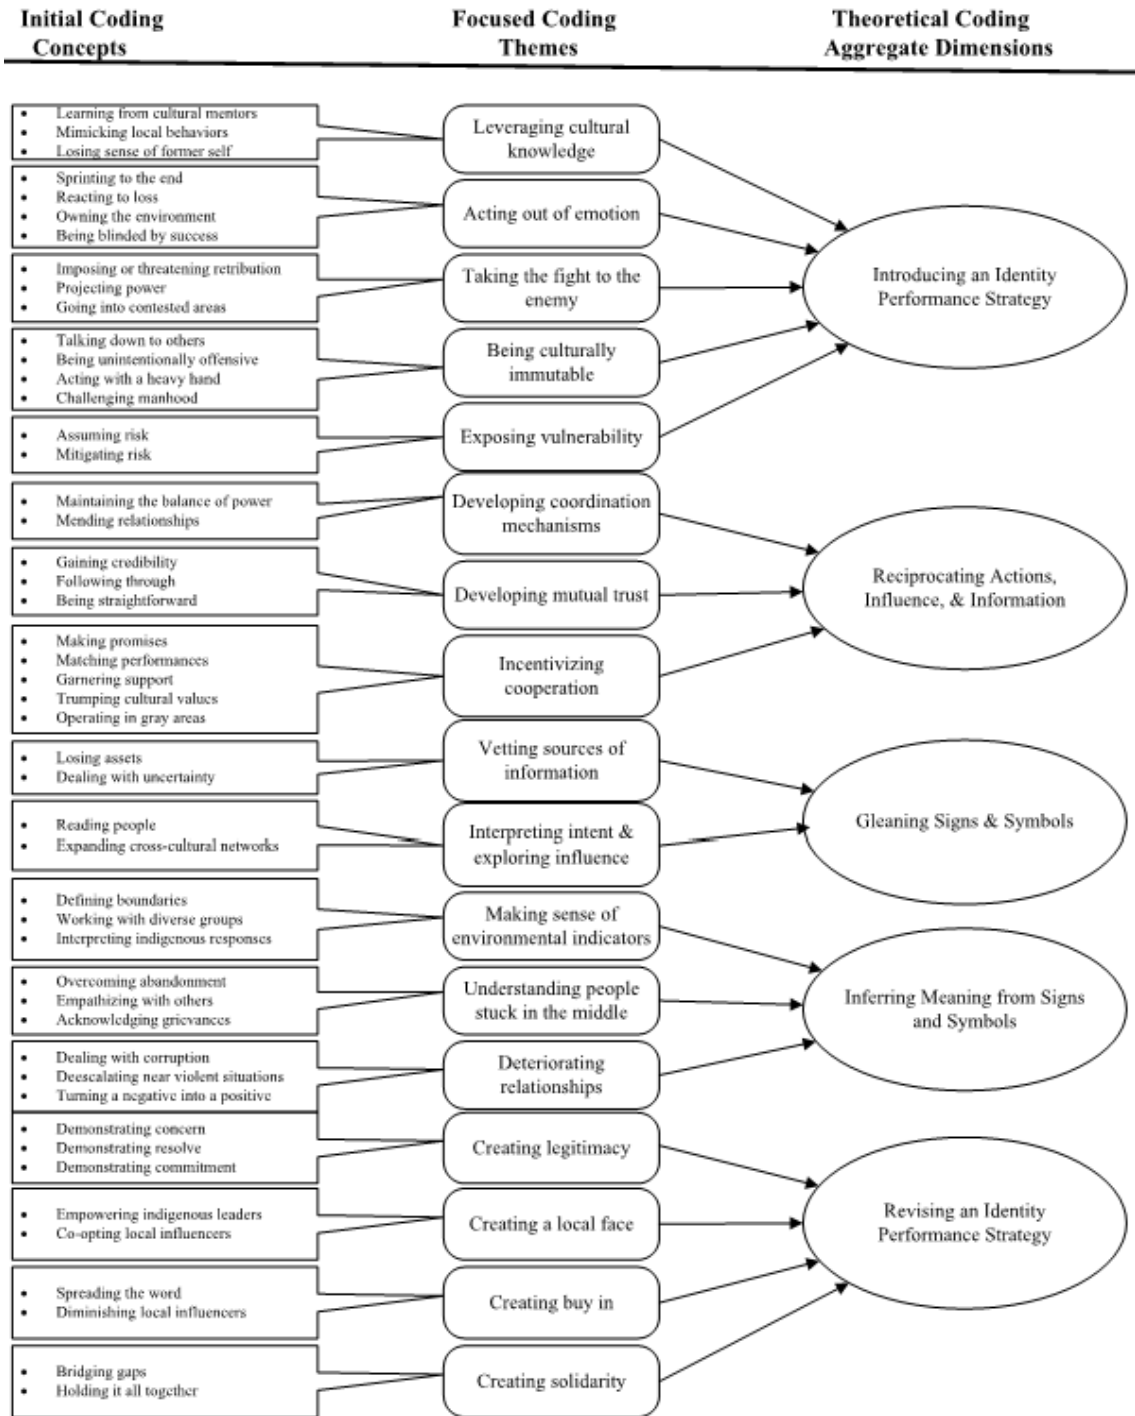 Initial Coding
Concepts
Focused Coding
Themes
Theoretical Coding
Aggregate Dimensions
• Learning from cultural mentors
• Mimicking local behaviors
• Losing sense of former self
Leveraging cultural
knowledge
• Sprinting to the end
• Reacting to loss
• Owning the environment
• Being blinded by success
Acting out of emotion
• Imposing or threatening retribution
• Projecting power
• Going into contested areas
Taking the fight to the
enemy
• Talking down to others
• Being unintentionally offensive
• Acting with a heavy hand
• Challenging manhood
Being culturally
immutable
• Assuming risk
• Mitigating risk
Exposing vulnerability
Introducing an Identity
Performance Strategy
• Maintaining the balance of power
• Mending relationships
Developing coordination
mechanisms
• Gaining credibility
• Following through
• Being straightforward
Developing mutual trust
• Making promises
• Matching performances
• Garnering support
• Trumping cultural values
• Operating in gray areas
Incentivizing
cooperation
Reciprocating Actions,
Influence, & Information
• Losing assets
• Dealing with uncertainty
Vetting sources of
information
• Reading people
• Expanding cross-cultural networks
Interpreting intent &
exploring influence
Gleaning Signs & Symbols
• Defining boundaries
• Working with diverse groups
• Interpreting indigenous responses
Making sense of
environmental indicators
• Overcoming abandonment
• Empathizing with others
• Acknowledging grievances
Understanding people
stuck in the middle
• Dealing with corruption
• Deescalating near violent situations
• Turning a negative into a positive
Deteriorating
relationships
Inferring Meaning from Signs
and Symbols
• Demonstrating concern
• Demonstrating resolve
• Demonstrating commitment
Creating legitimacy
• Empowering indigenous leaders
• Co-opting local influencers
Creating a local face
• Spreading the word
• Diminishing local influencers
Creating buy in
• Bridging gaps
• Holding it all together
Creating solidarity
Revising an Identity
Performance Strategy